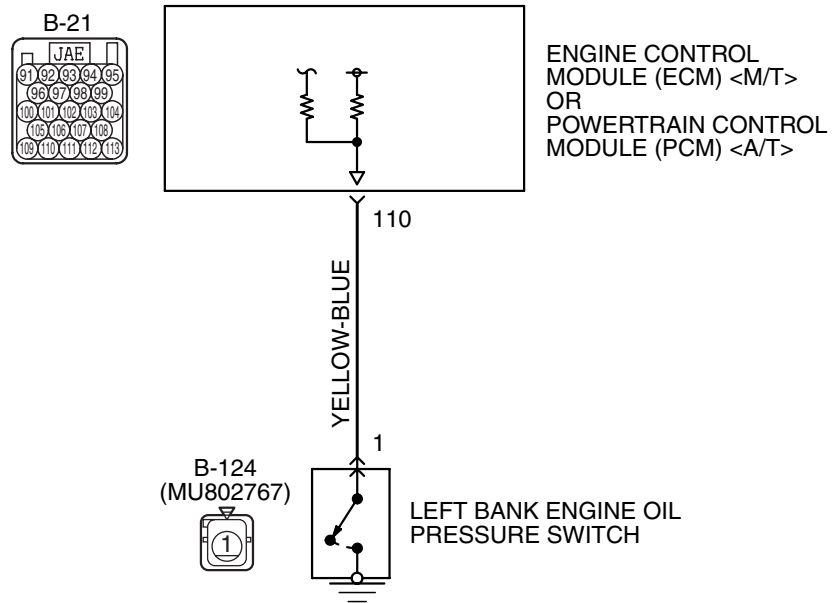 B-21
JAE
91 92 93 94 95
96 97 98 99
100 101 102 103 104
105 106 107 108
109 110 111 112 113
ENGINE CONTROL
MODULE (ECM) <M/T>
OR
POWERTRAIN CONTROL
MODULE (PCM) <A/T>
110
YELLOW-BLUE
1
B-124
(MU802767)
1
LEFT BANK ENGINE OIL
PRESSURE SWITCH